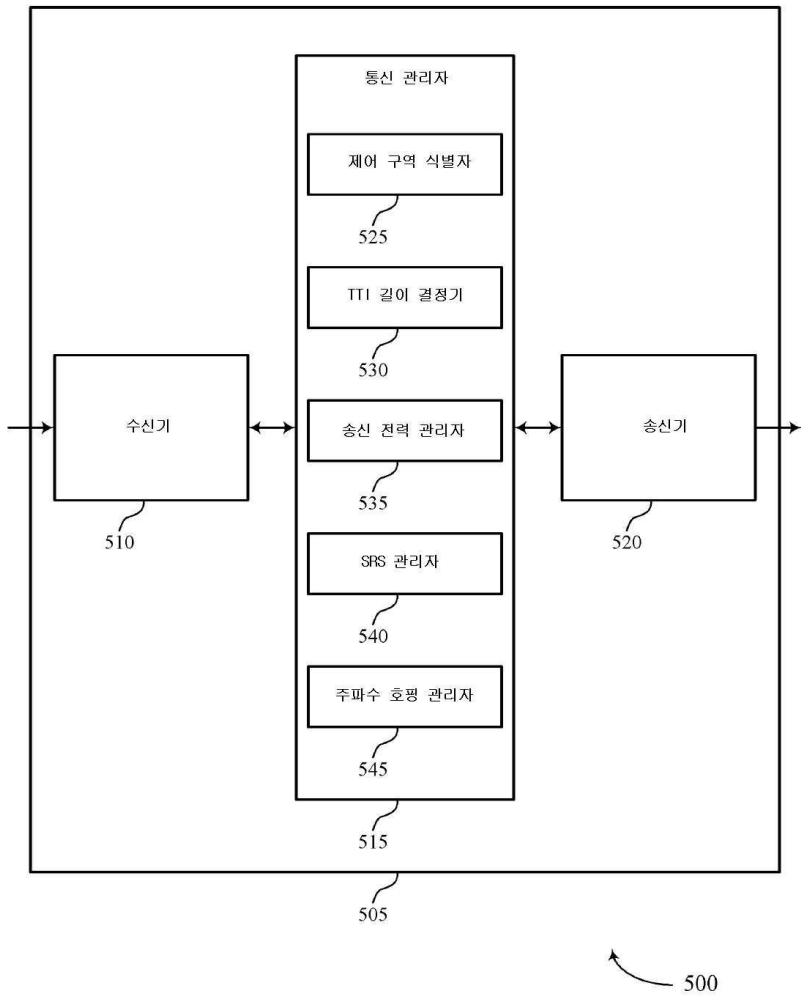 통신 관리자
제어 구역 식별자
525
TTI 길이 결정기
530
수신기
510
송신 전력 관리자
535
송신기
520
SRS 관리자
540
주파수 호핑 관리자
545
515
505
500